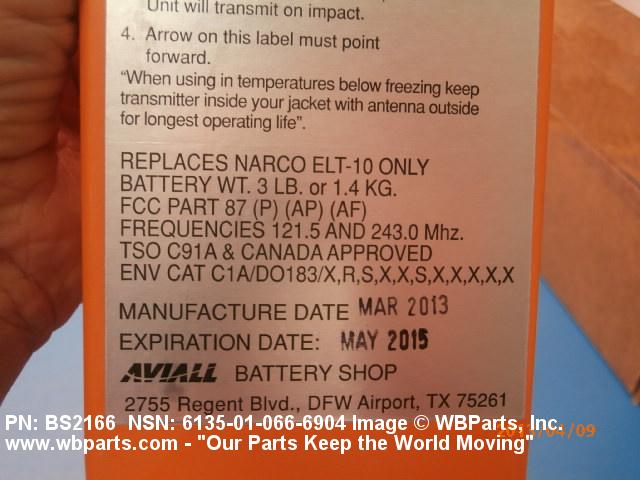 Unit will transmit on impact.
4. Arrow on this label must point
forward.
"When using in temperatures below freezing keep
transmitter inside your jacket with antenna outside
for longest operating life".
REPLACES NARCO ELT-10 ONLY
BATTERY WT. 3 LB. or 1.4 KG.
FCC PART 87 (P) (AP) (AF)
FREQUENCIES 121.5 AND 243.0 Mhz.
TSO C91A & CANADA APPROVED
ENV CAT C1A/DO183/X,R,S,X,X,S,X,X,X,X,X
MANUFACTURE DATE MAR 2013
EXPIRATION DATE: MAY 2015
AVIALL BATTERY SHOP
2755 Regent Blvd., DFW Airport, TX 75261
PN: BS2166 NSN: 6135-01-066-6904 Image © WBParts, Inc.
www.wbparts.com - "Our Parts Keep the World Moving"
2013/04/09